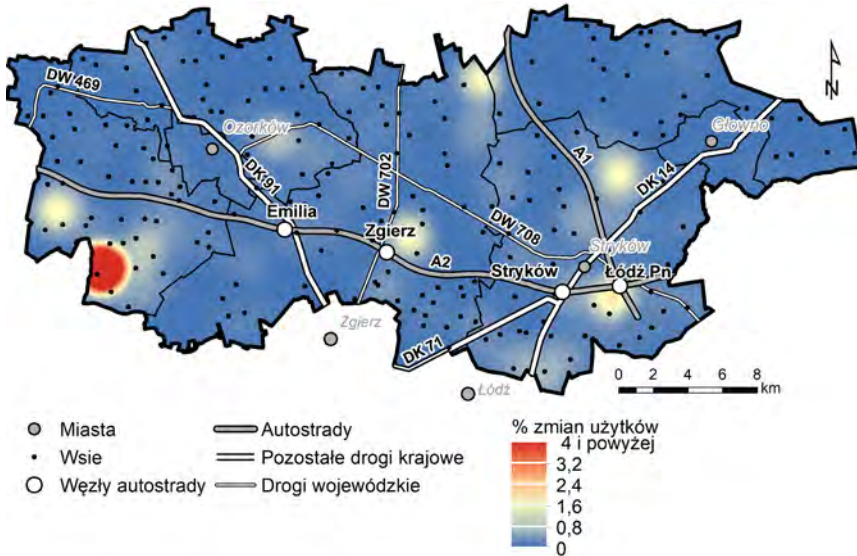 DW 469
Ozorków
DK 91
DW 702
A1
Głowno
DK 14
N
Emilia
Zgierz
DW 708
A2
Stryków
Stryków
Łódź Pn
Zgierz
DK 71
Łódź
0 2 4 6 8
km
Miasta
Wsie
Węzły autostrady
Autostrady
Pozostałe drogi krajowe
Drogi wojewódzkie
% zmian użytków
4 i powyżej
3,2
2,4
1,6
0,8
0